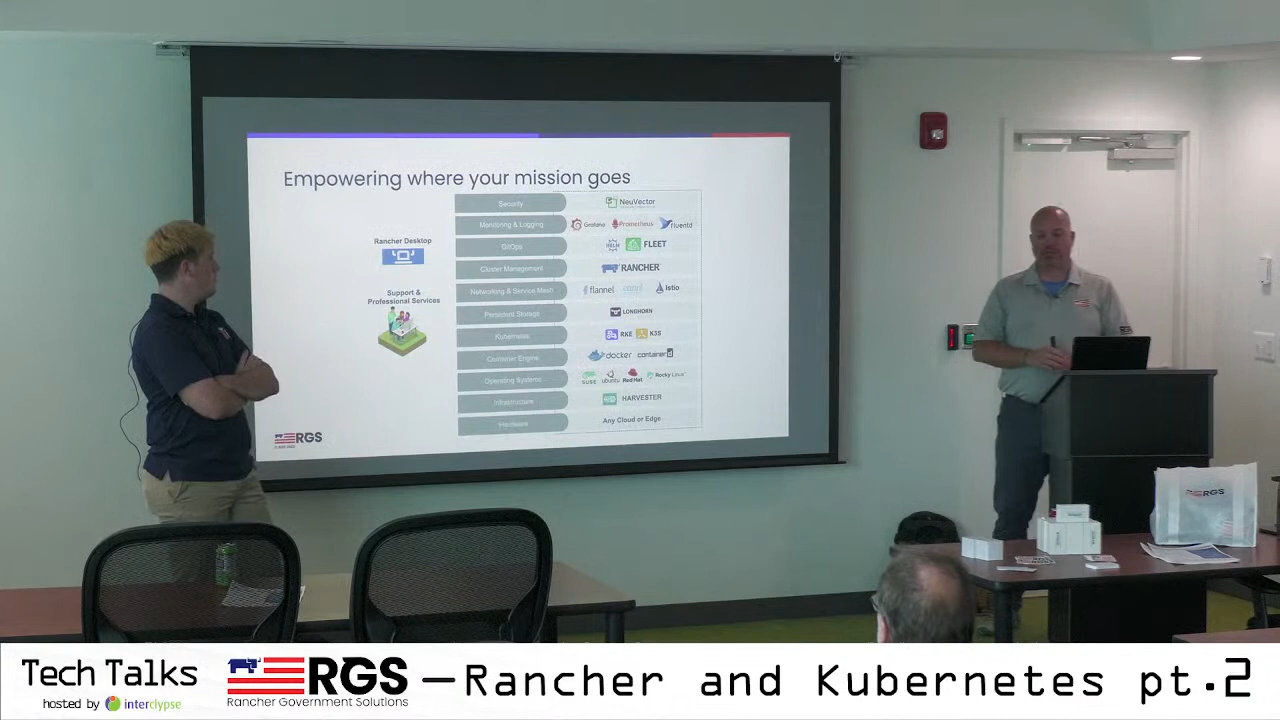 Empowering where your mission goes
Rancher Desktop
Support &
Professional Services
Security
NeuVector
Monitoring & Logging
Grafana Prometheus fluentd
GitOps
HELM FLEET
Cluster Management
RANCHER
Networking & Service Mesh
flannel Istio
Persistent Storage
LONGHORN
Kubernetes
RKE K3S
Container Engine
docker containerd
Operating Systems
SUSE ubuntu Red Hat Rocky Linux
Infrastructure
HARVESTER
Hardware
Any Cloud or Edge
RGS
RGS
Tech Talks
hosted by interclypse
RGS
Rancher Government Solutions
—Rancher and Kubernetes pt.2